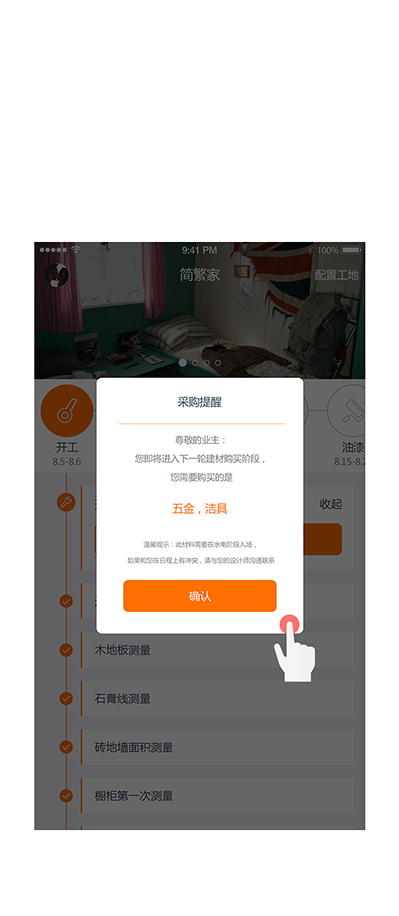 9:41 PM
100%
简繁家
配置工地
采购提醒
尊敬的业主：
您即将进入下一轮建材购买阶段，
您需要购买的是
五金，洁具
温馨提示：此材料需要在水电阶段入场，
如果和您在日程上有冲突，请与您的设计师沟通联系
确认
开工
8.5-8.6
油漆
收起
木地板测量
石膏线测量
砖地墙面积测量
橱柜第一次测量